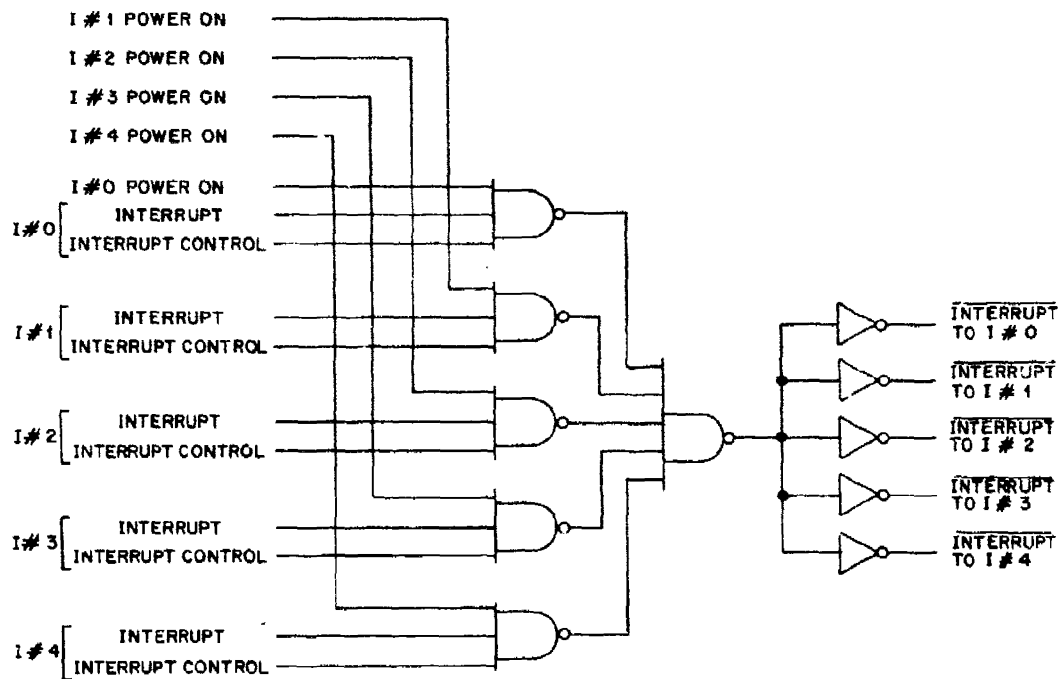 I #1 POWER ON
I #2 POWER ON
I #3 POWER ON
I #4 POWER ON
I #0 POWER ON
I #0
INTERRUPT
INTERRUPT CONTROL
I #1
INTERRUPT
INTERRUPT CONTROL
I #2
INTERRUPT
INTERRUPT CONTROL
I #3
INTERRUPT
INTERRUPT CONTROL
I #4
INTERRUPT
INTERRUPT CONTROL
INTERRUPT
TO I #0
INTERRUPT
TO I #1
INTERRUPT
TO I #2
INTERRUPT
TO I #3
INTERRUPT
TO I #4